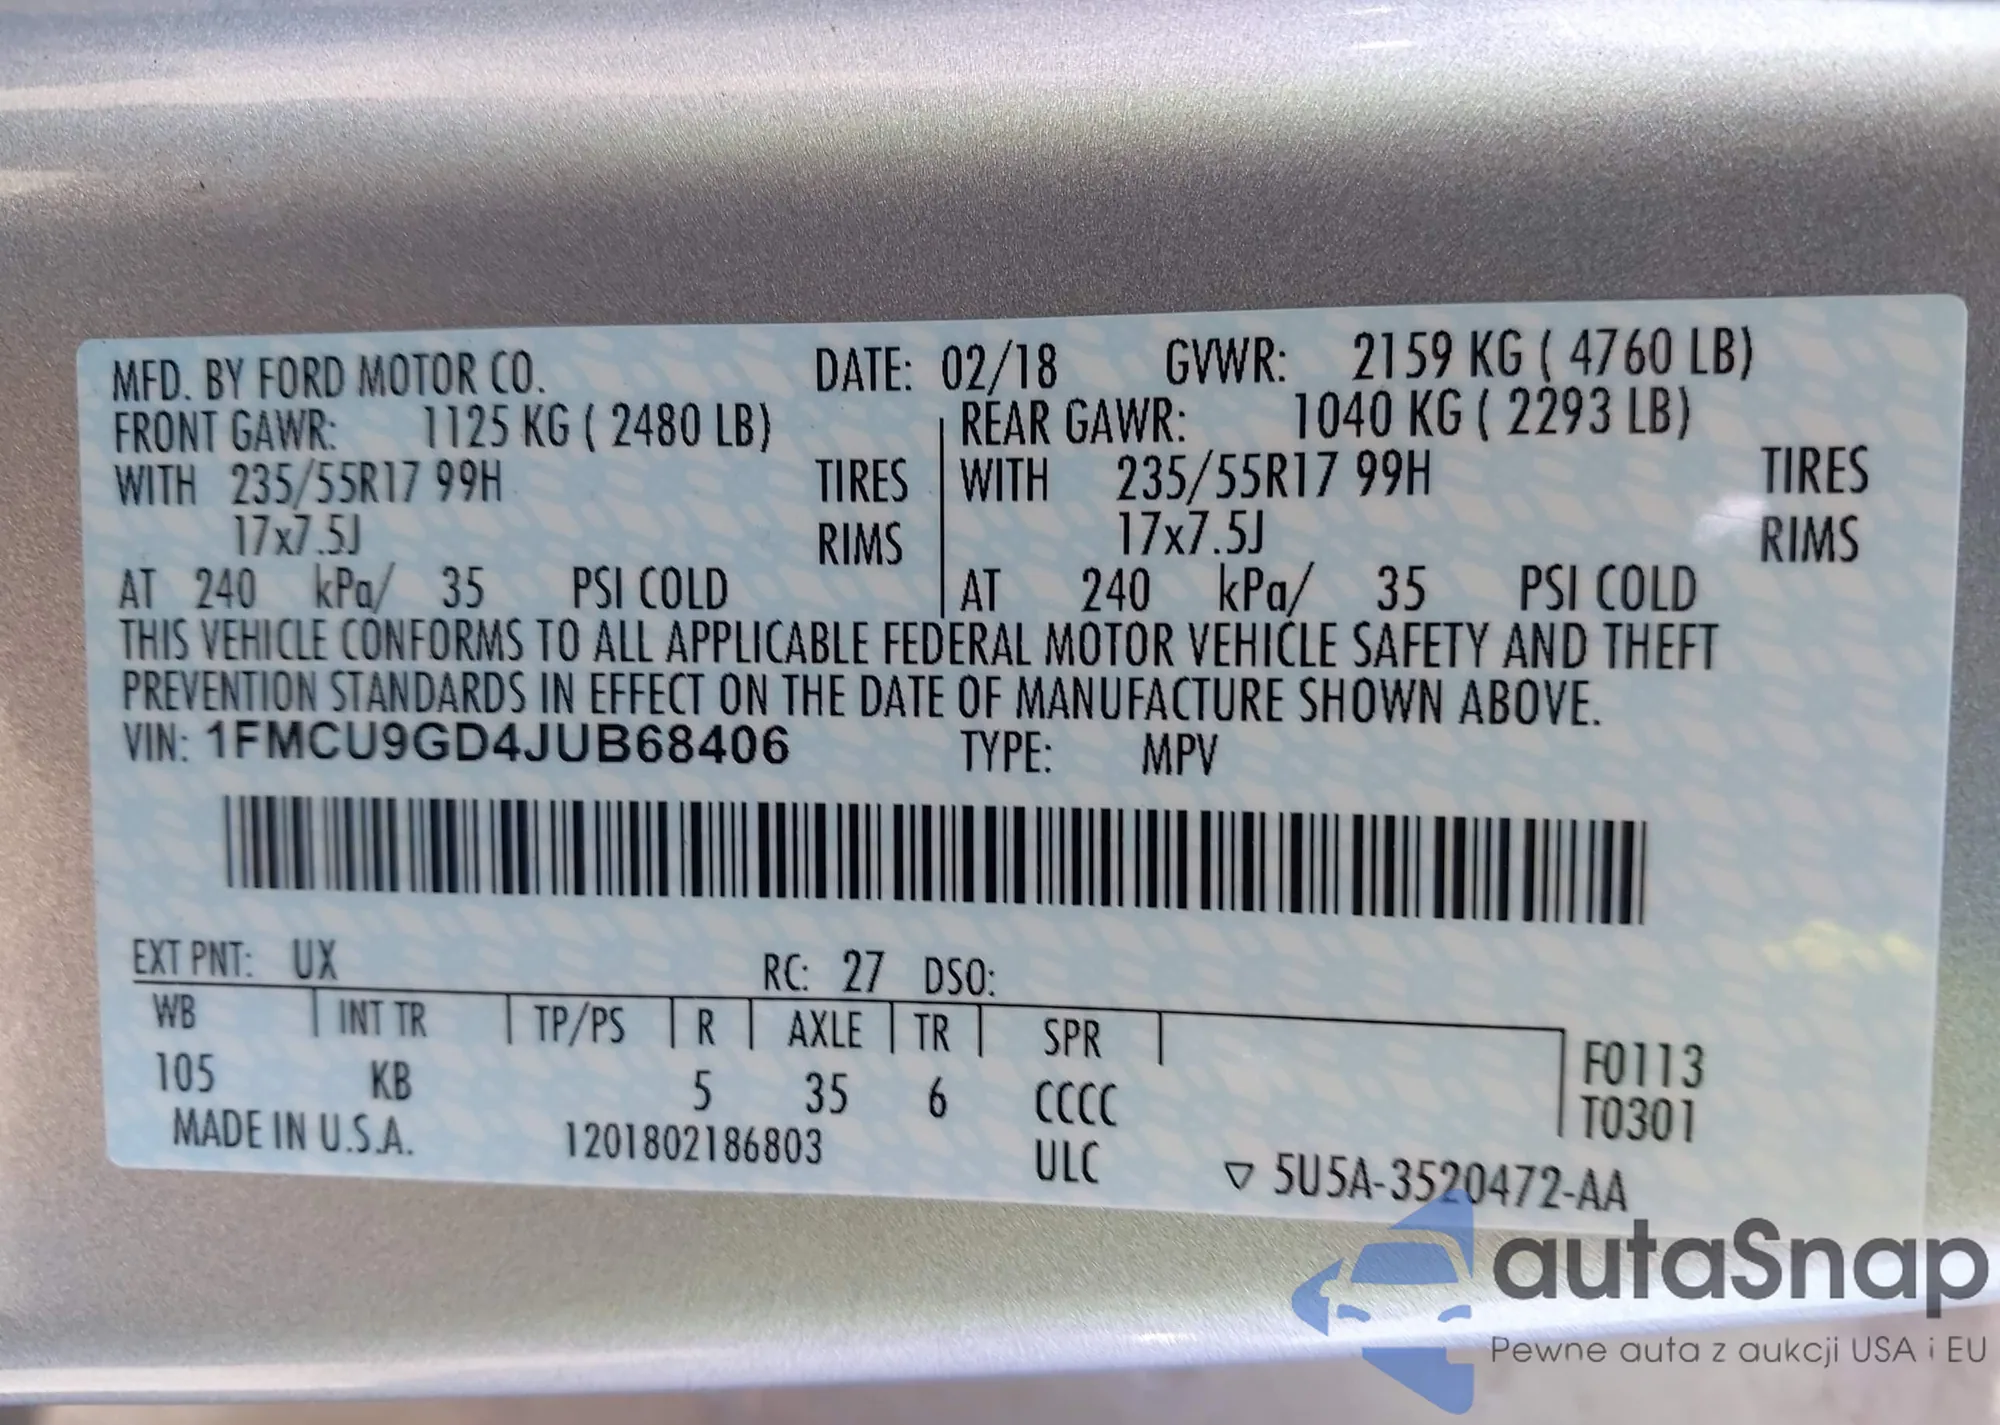 MFD. BY FORD MOTOR CO. DATE: 02/18 GVWR: 2159 KG ( 4760 LB)
FRONT GAWR: 1125 KG ( 2480 LB) REAR GAWR: 1040 KG ( 2293 LB)
WITH 235/55R17 99H TIRES WITH 235/55R17 99H TIRES
17x7.5J RIMS 17x7.5J RIMS
AT 240 kPa/ 35 PSI COLD AT 240 kPa/ 35 PSI COLD
THIS VEHICLE CONFORMS TO ALL APPLICABLE FEDERAL MOTOR VEHICLE SAFETY AND THEFT
PREVENTION STANDARDS IN EFFECT ON THE DATE OF MANUFACTURE SHOWN ABOVE.
VIN: 1FMCU9GD4JUB68406 TYPE: MPV
EXT PNT: UX RC: 27 DSO:
WB INT TR TP/PS R AXLE TR SPR
105 KB 5 35 6 CCCC
F0113
T0301
MADE IN U.S.A. 1201802186803 ULC ▽ 5U5A-3520472-AA
autaSnap
Pewne auta z aukcji USA i EU